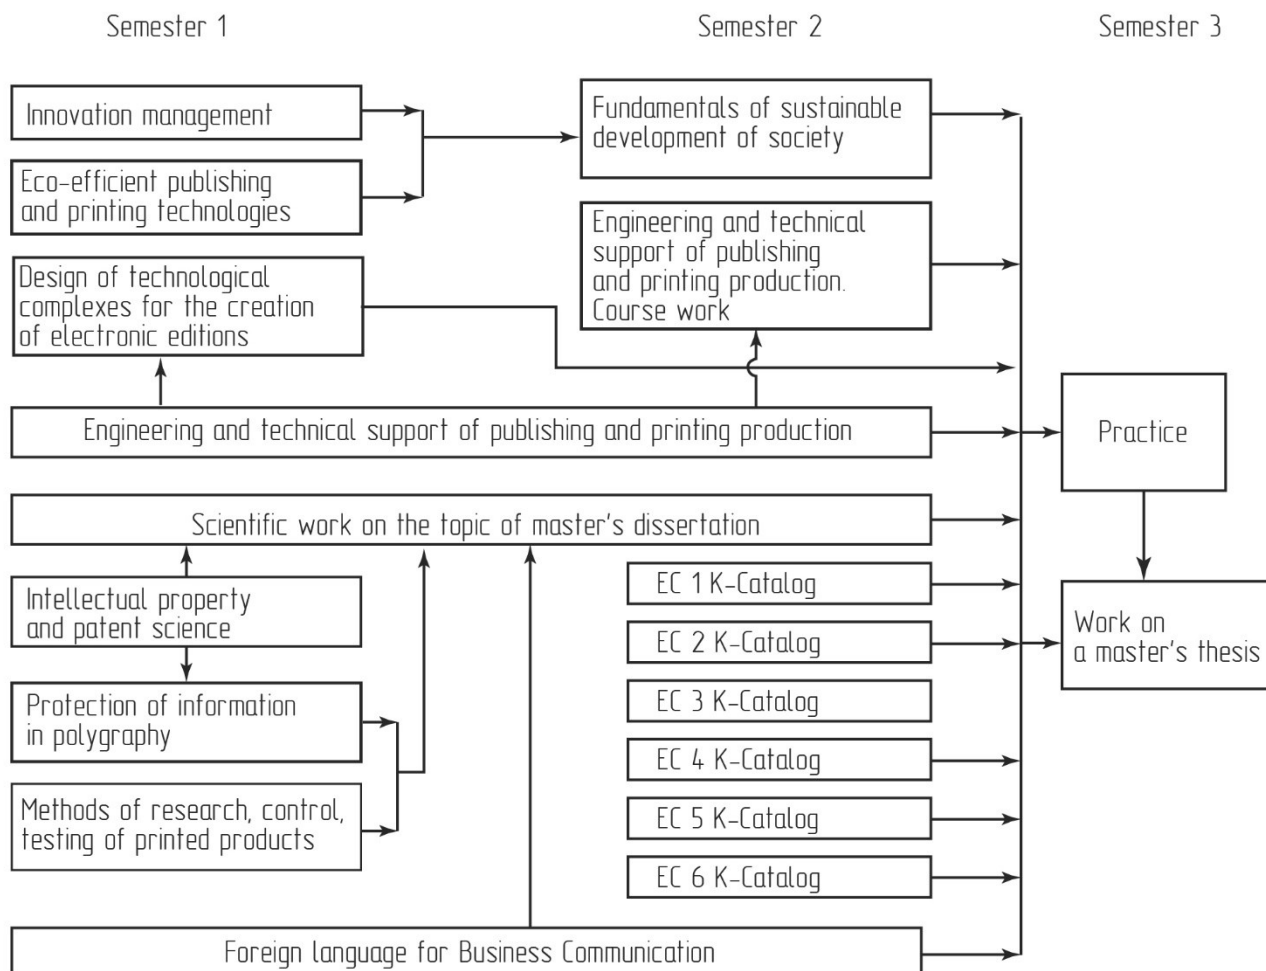 Semester 1
Semester 2
Semester 3
Innovation management
Eco-efficient publishing
and printing technologies
Design of technological
complexes for the creation
of electronic editions
Fundamentals of sustainable
development of society
Engineering and technical
support of publishing
and printing production.
Course work
Engineering and technical support of publishing and printing production
Practice
Scientific work on the topic of master's dissertation
Intellectual property
and patent science
Protection of information
in polygraphy
Methods of research, control,
testing of printed products
EC 1 K-Catalog
EC 2 K-Catalog
EC 3 K-Catalog
EC 4 K-Catalog
EC 5 K-Catalog
EC 6 K-Catalog
Work on
a master's thesis
Foreign language for Business Communication